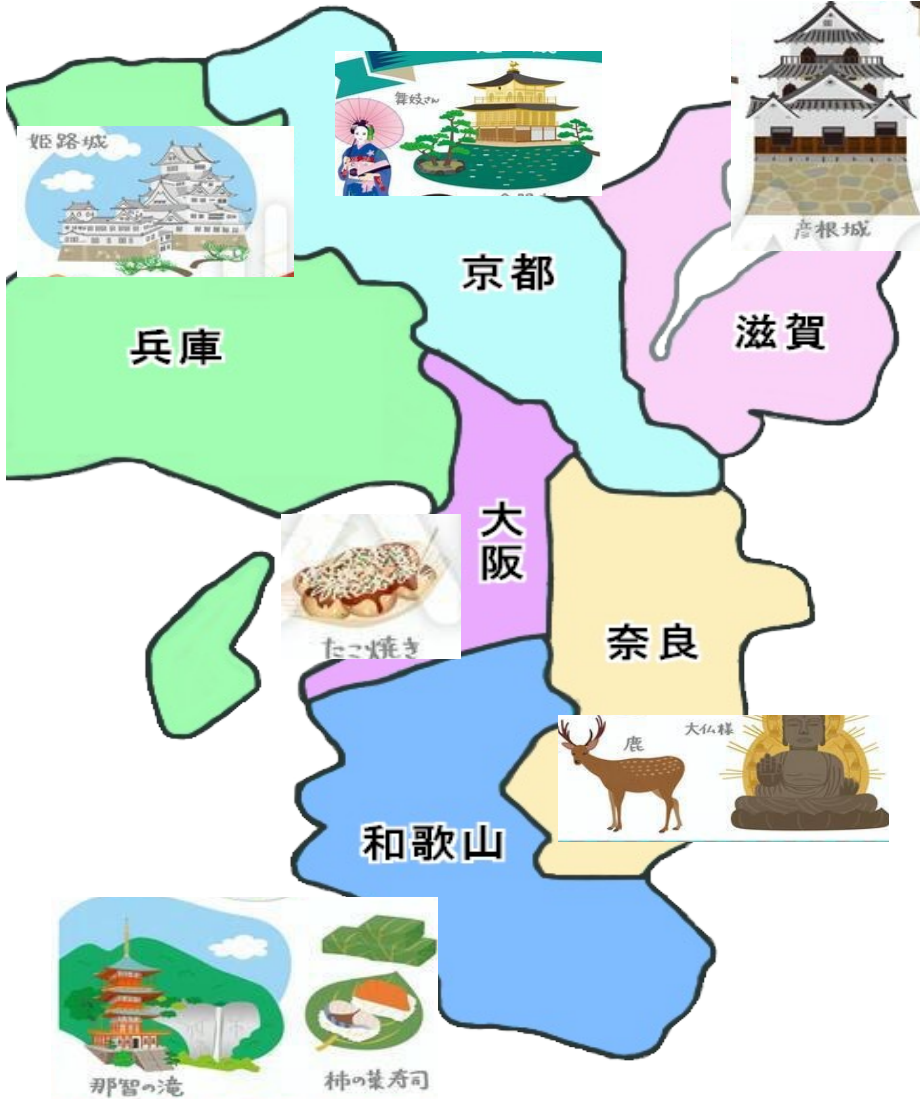 姫路城
舞妓さん
彦根城
京都
滋賀
兵庫
大阪
たこ焼き
奈良
鹿
大仏様
和歌山
那智の滝
柿の葉寿司